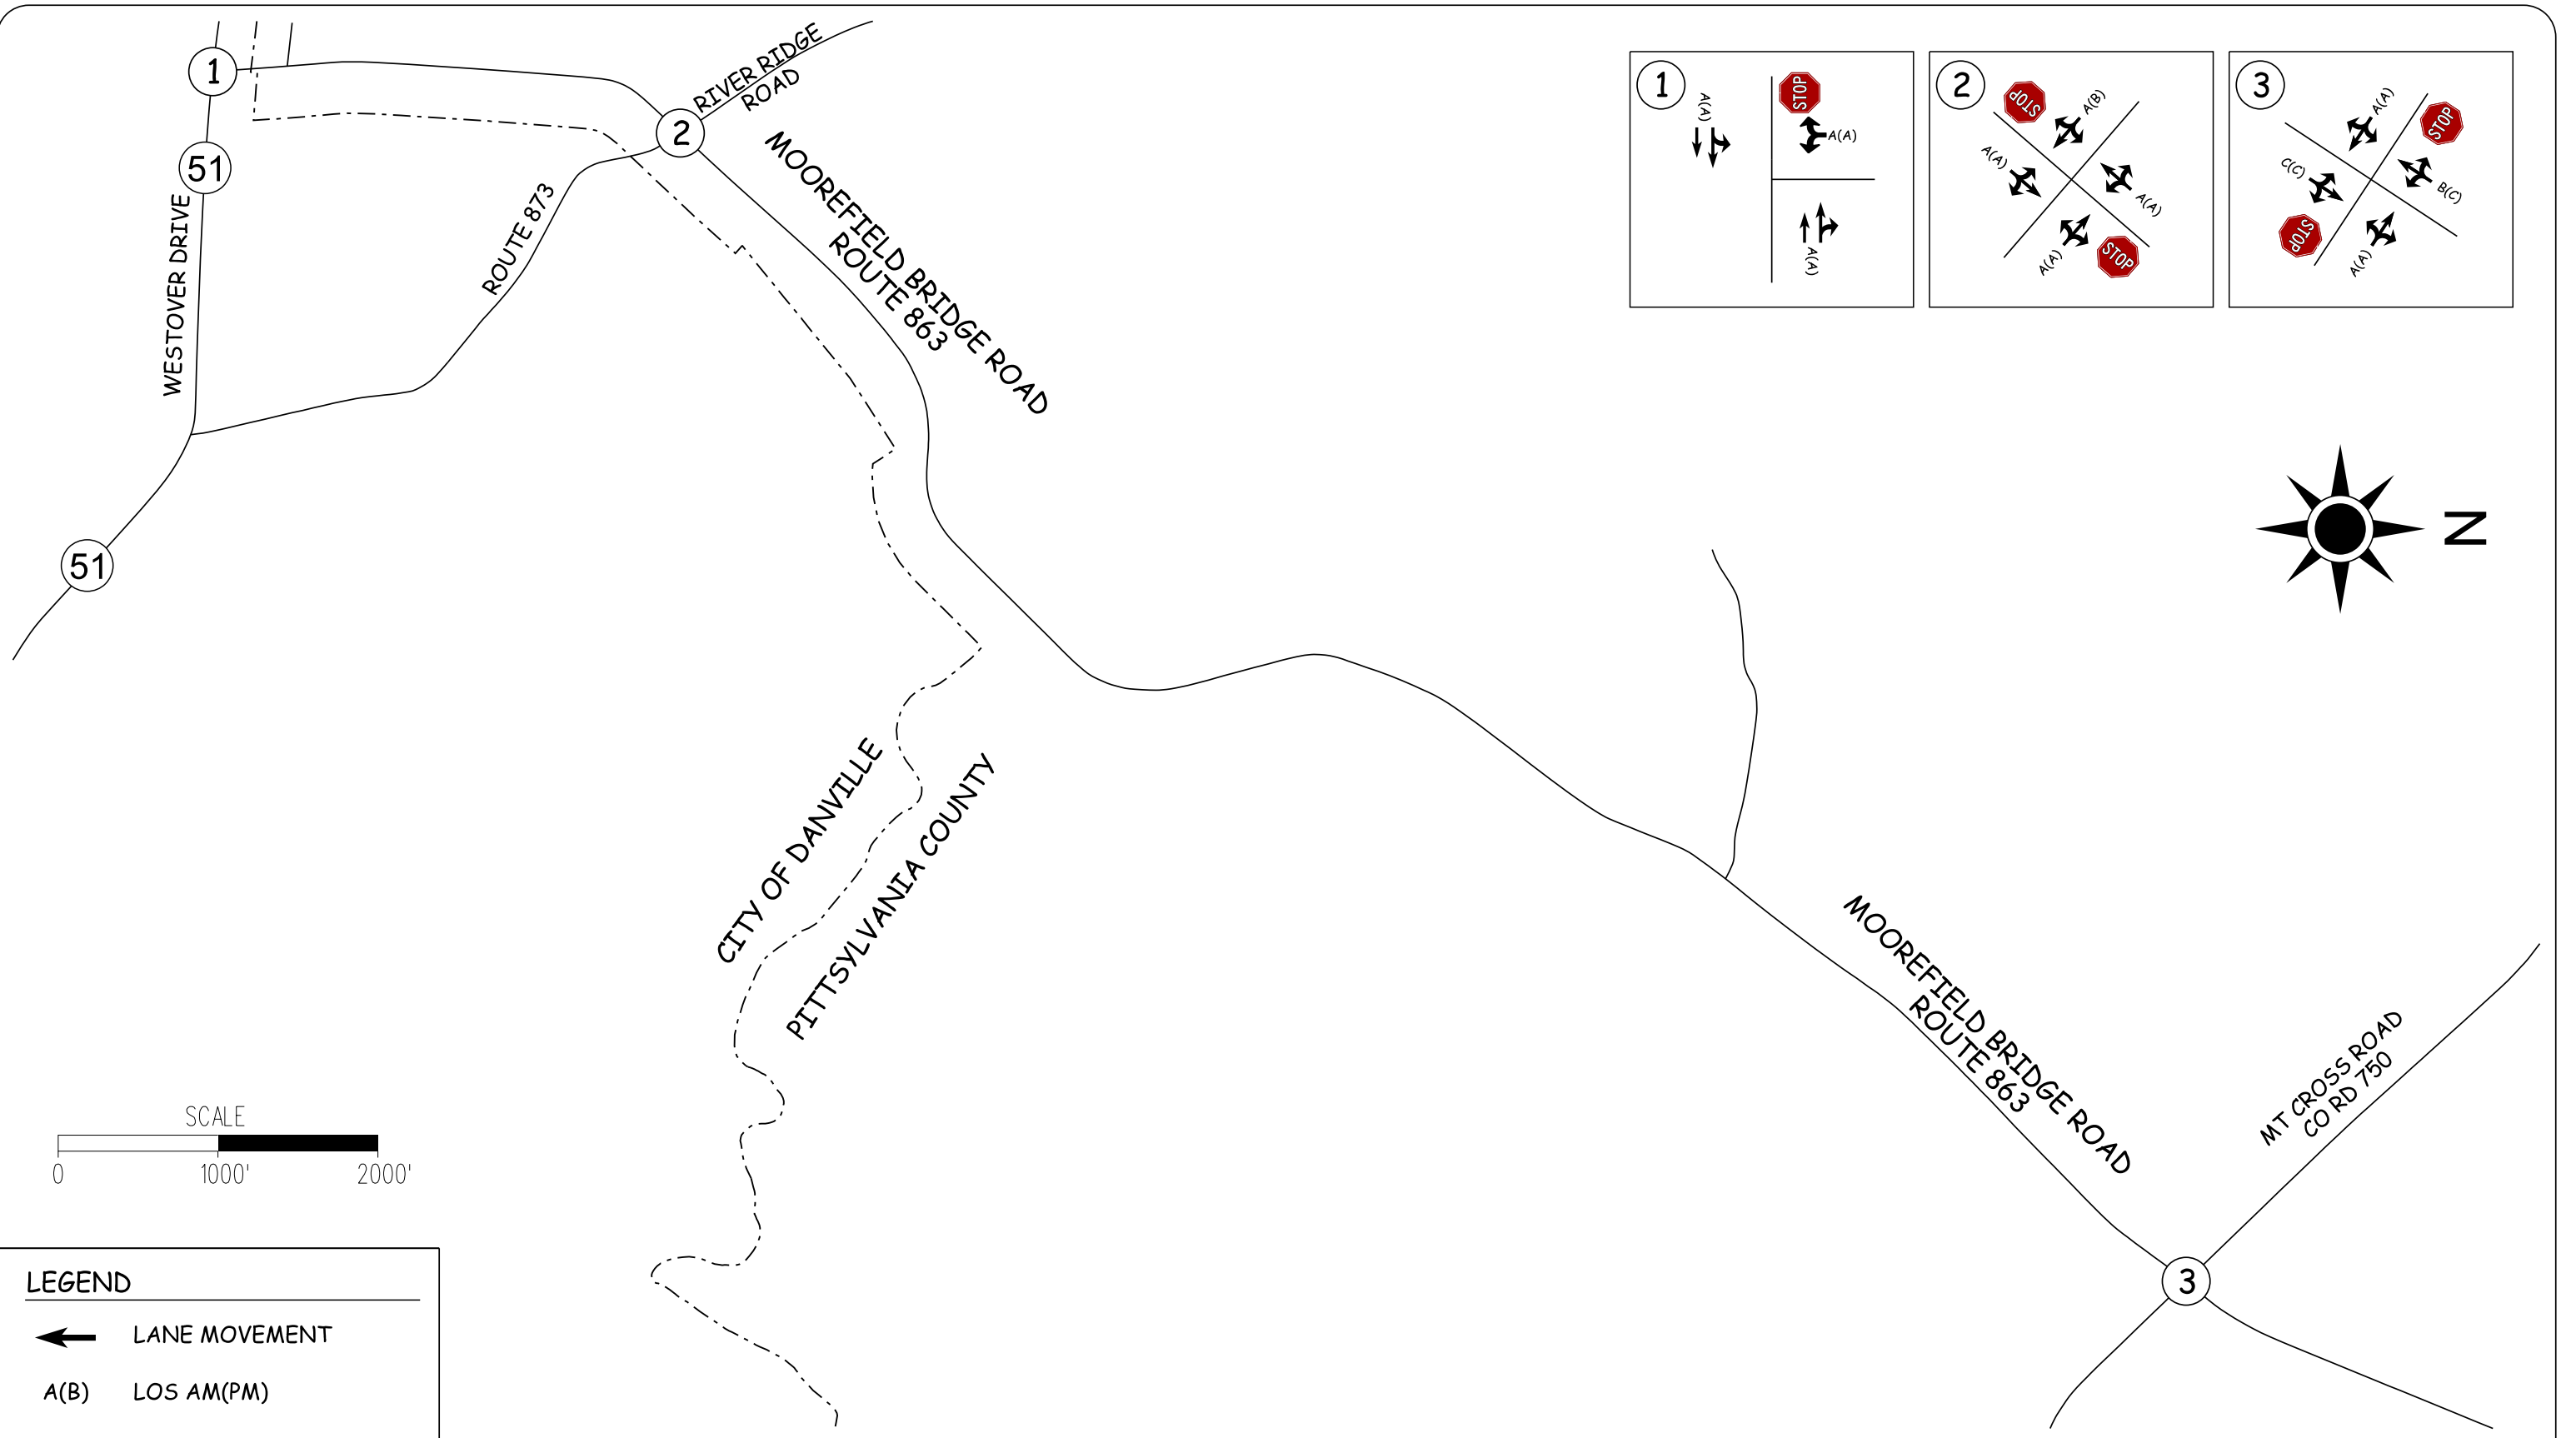 1
51
WESTOVER DRIVE
51
ROUTE 873
2
RIVER RIDGE
ROAD
MOOREFIELD BRIDGE ROAD
ROUTE 863
1
A(A)
STOP
A(A)
A(A)
2
STOP
A(B)
A(A)
A(A)
A(A)
STOP
3
A(A)
STOP
C(C)
B(C)
STOP
A(A)
N
CITY OF DANVILLE
PITTSYLVANIA COUNTY
MOOREFIELD BRIDGE ROAD
ROUTE 863
MT CROSS ROAD
CO RD 750
3
SCALE
0 1000' 2000'
LEGEND
LANE MOVEMENT
A(B) LOS AM(PM)